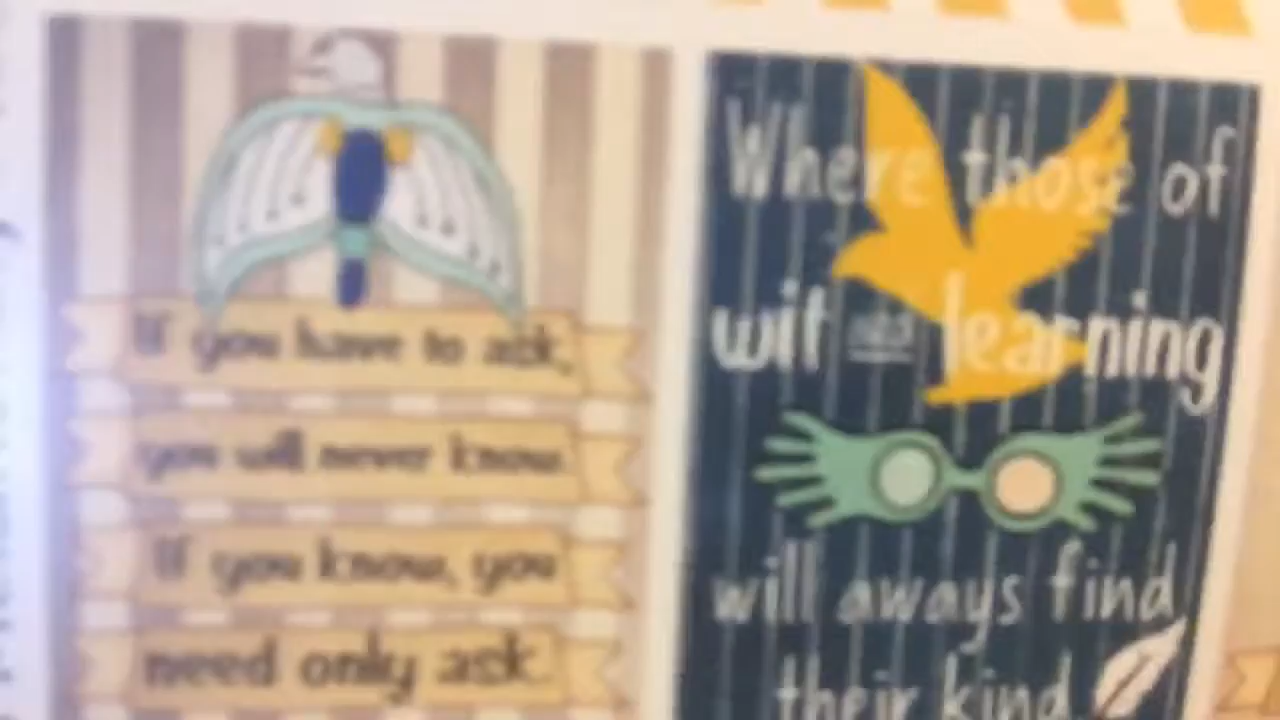 If you have to ask,
you will never know.
If you know, you
need only ask.
Where those of
wit and learning
will aways find
their kind